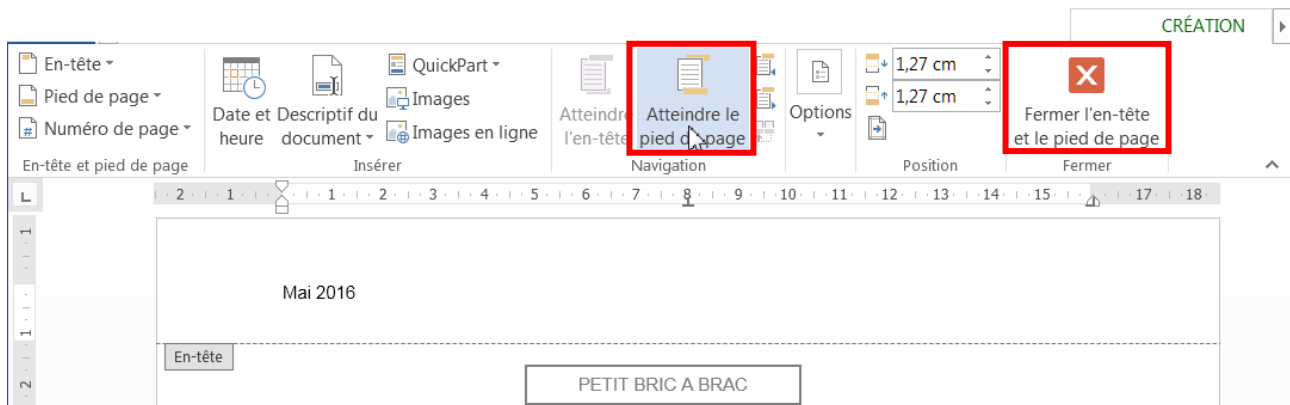 CRÉATION
En-tête
Pied de page
Numéro de page
En-tête et pied de page
Date et heure
Descriptif du document
QuickPart
Images
Images en ligne
Insérer
Atteindre l'en-tête
Atteindre le pied de page
Navigation
Options
1,27 cm
1,27 cm
Position
Fermer l'en-tête
et le pied de page
Fermer
L
2 1 1 2 3 4 5 6 7 8 9 10 11 12 13 14 15 17 18
1
1
2
Mai 2016
En-tête
PETIT BRIC A BRAC